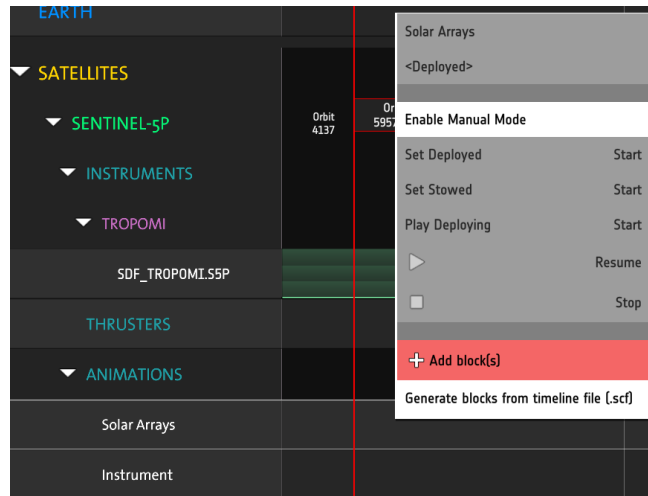 EARTH
SATELLITES
SENTINEL-5P
INSTRUMENTS
TROPOMI
SDF_TROPOMI.S5P
THRUSTERS
ANIMATIONS
Solar Arrays
Instrument
Orbit
4137
Or
5957
Solar Arrays
<Deployed>
Enable Manual Mode
Set Deployed Start
Set Stowed Start
Play Deploying Start
Resume
Stop
Add block(s)
Generate blocks from timeline file (.scf)